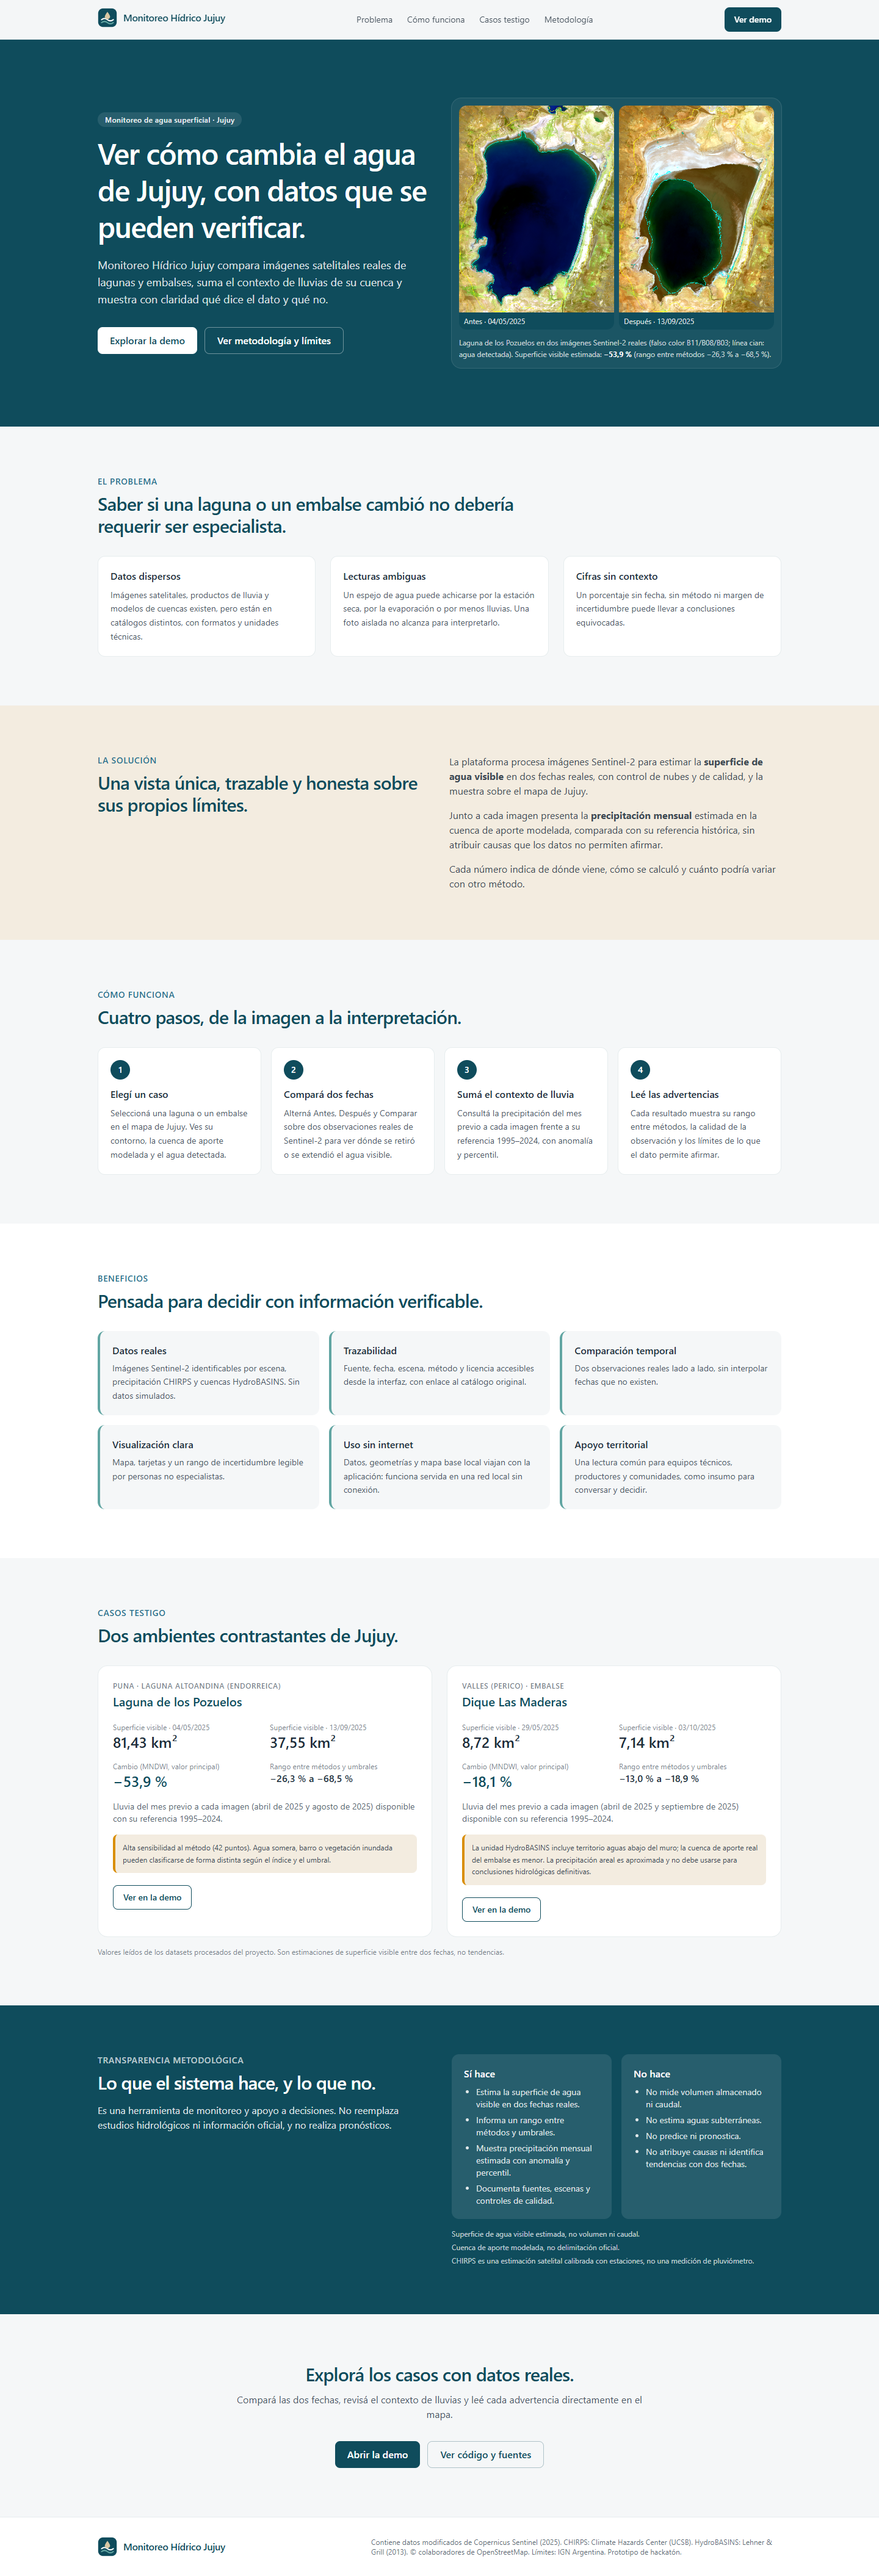 Monitoreo Hídrico Jujuy
Problema
Cómo funciona
Casos testigo
Metodología
Ver demo
Monitoreo de agua superficial · Jujuy
Ver cómo cambia el agua
de Jujuy, con datos que se
pueden verificar.
Monitoreo Hídrico Jujuy compara imágenes satelitales reales de
lagunas y embalses, suma el contexto de lluvias de su cuenca y
muestra con claridad qué dice el dato y qué no.
Explorar la demo
Ver metodología y límites
Antes · 04/05/2025
Después · 13/09/2025
Laguna de los Pozuelos en dos imágenes Sentinel-2 reales (falso color B11/B08/B03; línea cian:
agua detectada). Superficie visible estimada: −53,9 % (rango entre métodos −26,3 % a −68,5 %).
EL PROBLEMA
Saber si una laguna o un embalse cambió no debería
requerir ser especialista.
Datos dispersos
Imágenes satelitales, productos de lluvia y
modelos de cuencas existen, pero están en
catálogos distintos, con formatos y unidades
técnicas.
Lecturas ambiguas
Un espejo de agua puede achicarse por la estación
seca, por la evaporación o por menos lluvias. Una
foto aislada no alcanza para interpretarlo.
Cifras sin contexto
Un porcentaje sin fecha, sin método ni margen de
incertidumbre puede llevar a conclusiones
equivocadas.
LA SOLUCIÓN
Una vista única, trazable y honesta sobre
sus propios límites.
La plataforma procesa imágenes Sentinel-2 para estimar la superficie de
agua visible en dos fechas reales, con control de nubes y de calidad, y la
muestra sobre el mapa de Jujuy.
Junto a cada imagen presenta la precipitación mensual estimada en la
cuenca de aporte modelada, comparada con su referencia histórica, sin
atribuir causas que los datos no permiten afirmar.
Cada número indica de dónde viene, cómo se calculó y cuánto podría variar
con otro método.
CÓMO FUNCIONA
Cuatro pasos, de la imagen a la interpretación.
1
Elegí un caso
Seleccioná una laguna o un embalse
en el mapa de Jujuy. Ves su
contorno, la cuenca de aporte
modelada y el agua detectada.
2
Compará dos fechas
Alterná Antes, Después y Comparar
sobre dos observaciones reales de
Sentinel-2 para ver dónde se retiró
o se extendió el agua visible.
3
Sumá el contexto de lluvia
Consultá la precipitación del mes
previo a cada imagen frente a su
referencia 1995–2024, con anomalía
y percentil.
4
Leé las advertencias
Cada resultado muestra su rango
entre métodos, la calidad de la
observación y los límites de lo que
el dato permite afirmar.
BENEFICIOS
Pensada para decidir con información verificable.
Datos reales
Imágenes Sentinel-2 identificables por escena,
precipitación CHIRPS y cuencas HydroBASINS. Sin
datos simulados.
Trazabilidad
Fuente, fecha, escena, método y licencia accesibles
desde la interfaz, con enlace al catálogo original.
Comparación temporal
Dos observaciones reales lado a lado, sin interpolar
fechas que no existen.
Visualización clara
Mapa, tarjetas y un rango de incertidumbre legible
por personas no especialistas.
Uso sin internet
Datos, geometrías y mapa base local viajan con la
aplicación: funciona servida en una red local sin
conexión.
Apoyo territorial
Una lectura común para equipos técnicos,
productores y comunidades, como insumo para
conversar y decidir.
CASOS TESTIGO
Dos ambientes contrastantes de Jujuy.
PUNA · LAGUNA ALTOANDINA (ENDORREICA)
Laguna de los Pozuelos
Superficie visible · 04/05/2025
81,43 km²
Superficie visible · 13/09/2025
37,55 km²
Cambio (MNDWI, valor principal)
−53,9 %
Rango entre métodos y umbrales
−26,3 % a −68,5 %
Lluvia del mes previo a cada imagen (abril de 2025 y agosto de 2025) disponible
con su referencia 1995–2024.
Alta sensibilidad al método (42 puntos). Agua somera, barro o vegetación inundada
pueden clasificarse de forma distinta según el índice y el umbral.
Ver en la demo
VALLES (PERICO) · EMBALSE
Dique Las Maderas
Superficie visible · 29/05/2025
8,72 km²
Superficie visible · 03/10/2025
7,14 km²
Cambio (MNDWI, valor principal)
−18,1 %
Rango entre métodos y umbrales
−13,0 % a −18,9 %
Lluvia del mes previo a cada imagen (abril de 2025 y septiembre de 2025)
disponible con su referencia 1995–2024.
La unidad HydroBASINS incluye territorio aguas abajo del muro; la cuenca de aporte real
del embalse es menor. La precipitación areal es aproximada y no debe usarse para
conclusiones hidrológicas definitivas.
Ver en la demo
Valores leídos de los datasets procesados del proyecto. Son estimaciones de superficie visible entre dos fechas, no tendencias.
TRANSPARENCIA METODOLÓGICA
Lo que el sistema hace, y lo que no.
Es una herramienta de monitoreo y apoyo a decisiones. No reemplaza
estudios hidrológicos ni información oficial, y no realiza pronósticos.
Sí hace
• Estima la superficie de agua
visible en dos fechas reales.
• Informa un rango entre
métodos y umbrales.
• Muestra precipitación mensual
estimada con anomalía y
percentil.
• Documenta fuentes, escenas y
controles de calidad.
No hace
• No mide volumen almacenado
ni caudal.
• No estima aguas subterráneas.
• No predice ni pronostica.
• No atribuye causas ni identifica
tendencias con dos fechas.
Superficie de agua visible estimada, no volumen ni caudal.
Cuenca de aporte modelada, no delimitación oficial.
CHIRPS es una estimación satelital calibrada con estaciones, no una medición de pluviómetro.
Explorá los casos con datos reales.
Compará las dos fechas, revisá el contexto de lluvias y leé cada advertencia directamente en el
mapa.
Abrir la demo
Ver código y fuentes
Monitoreo Hídrico Jujuy
Contiene datos modificados de Copernicus Sentinel (2025). CHIRPS: Climate Hazards Center (UCSB). HydroBASINS: Lehner &
Grill (2013). © colaboradores de OpenStreetMap. Límites: IGN Argentina. Prototipo de hackatón.